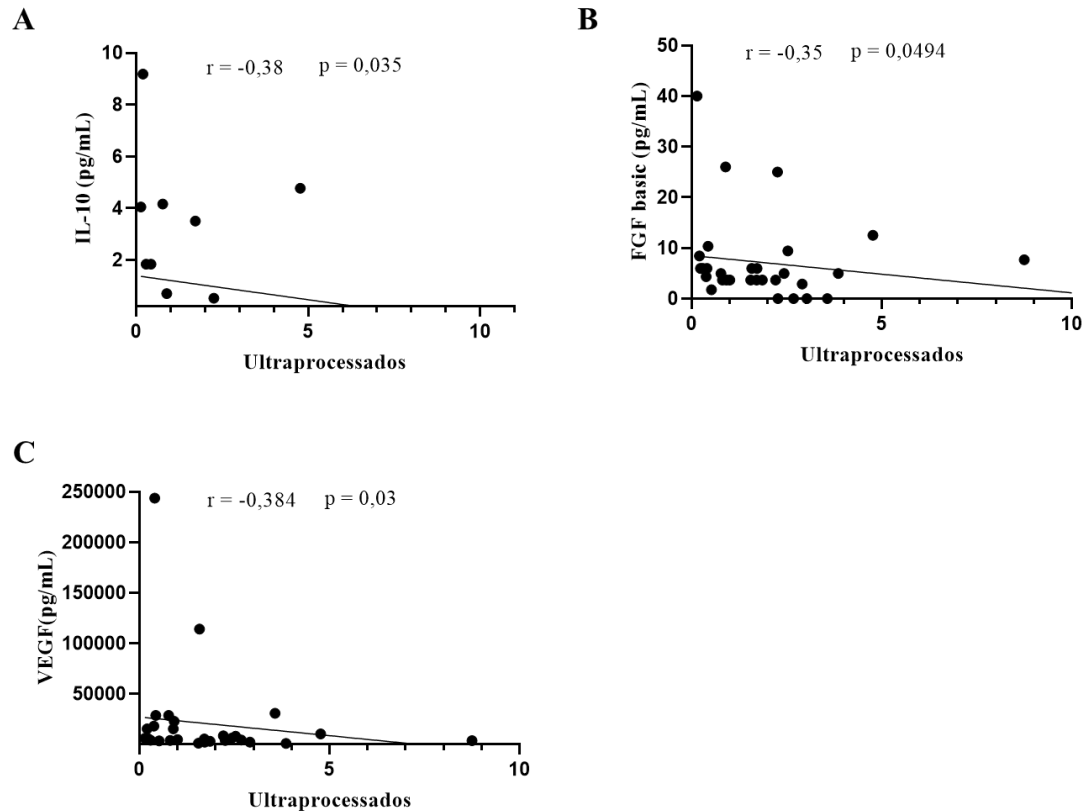 A
r = -0,38 p = 0,035
IL-10 (pg/mL)
10
8
6
4
2
0 5 10
Ultraprocessados
B
r = -0,35 p = 0,0494
FGF basic (pg/mL)
50
40
30
20
10
0
0 5 10
Ultraprocessados
C
r = -0,384 p = 0,03
VEGF(pg/mL)
250000
200000
150000
100000
50000
0 5 10
Ultraprocessados